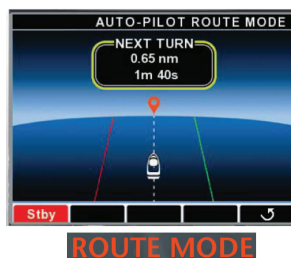 AUTO-PILOT ROUTE MODE
NEXT TURN
0.65 nm
1m 40s
Stby
ROUTE MODE